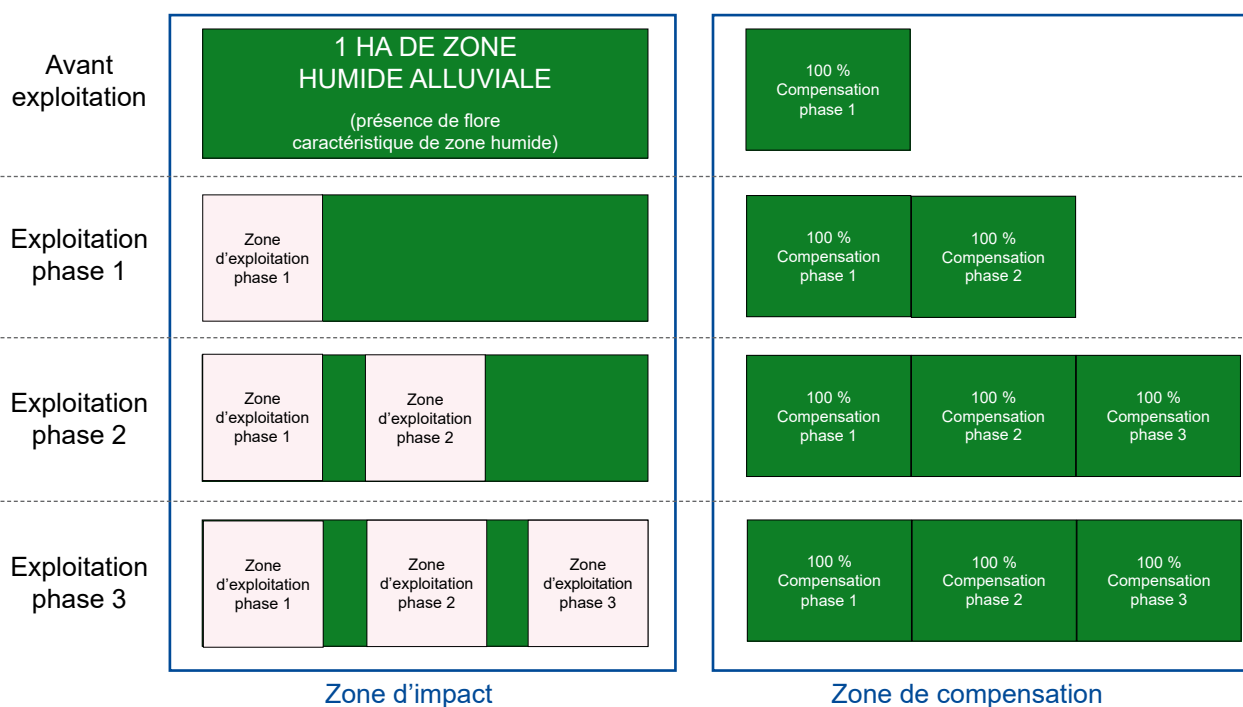 Avant
exploitation
1 HA DE ZONE
HUMIDE ALLUVIALE
(présence de flore
caractéristique de zone humide)
100 %
Compensation
phase 1
Exploitation
phase 1
Zone
d’exploitation
phase 1
100 %
Compensation
phase 1
100 %
Compensation
phase 2
Exploitation
phase 2
Zone
d’exploitation
phase 1
Zone
d’exploitation
phase 2
100 %
Compensation
phase 1
100 %
Compensation
phase 2
100 %
Compensation
phase 3
Exploitation
phase 3
Zone
d’exploitation
phase 1
Zone
d’exploitation
phase 2
Zone
d’exploitation
phase 3
100 %
Compensation
phase 1
100 %
Compensation
phase 2
100 %
Compensation
phase 3
Zone d’impact
Zone de compensation